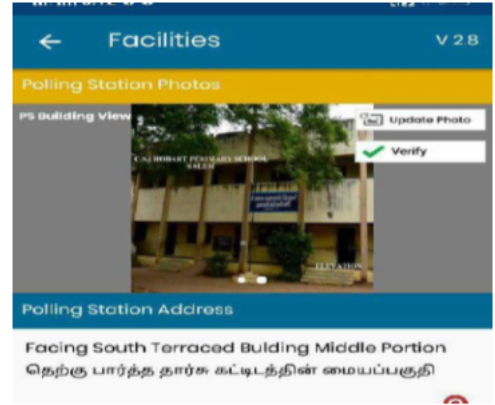 Facilities
V 2.8
Polling Station Photos
PS Building View
Update Photo
Verify
C.S.I HOBART PRIMARY SCHOOL
SALEM
ELEVATION
Polling Station Address
Facing South Terraced Bulding Middle Portion
தெற்கு பார்த்த தார்சு கட்டிடத்தின் மையப்பகுதி